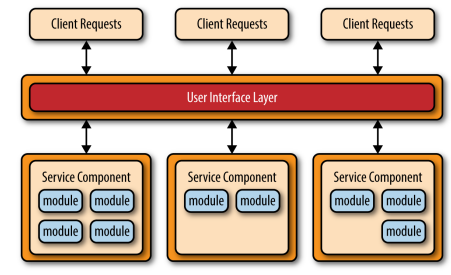 Client Requests
Client Requests
Client Requests
User Interface Layer
Service Component
module
module
module
module
Service Component
module
module
Service Component
module
module
module